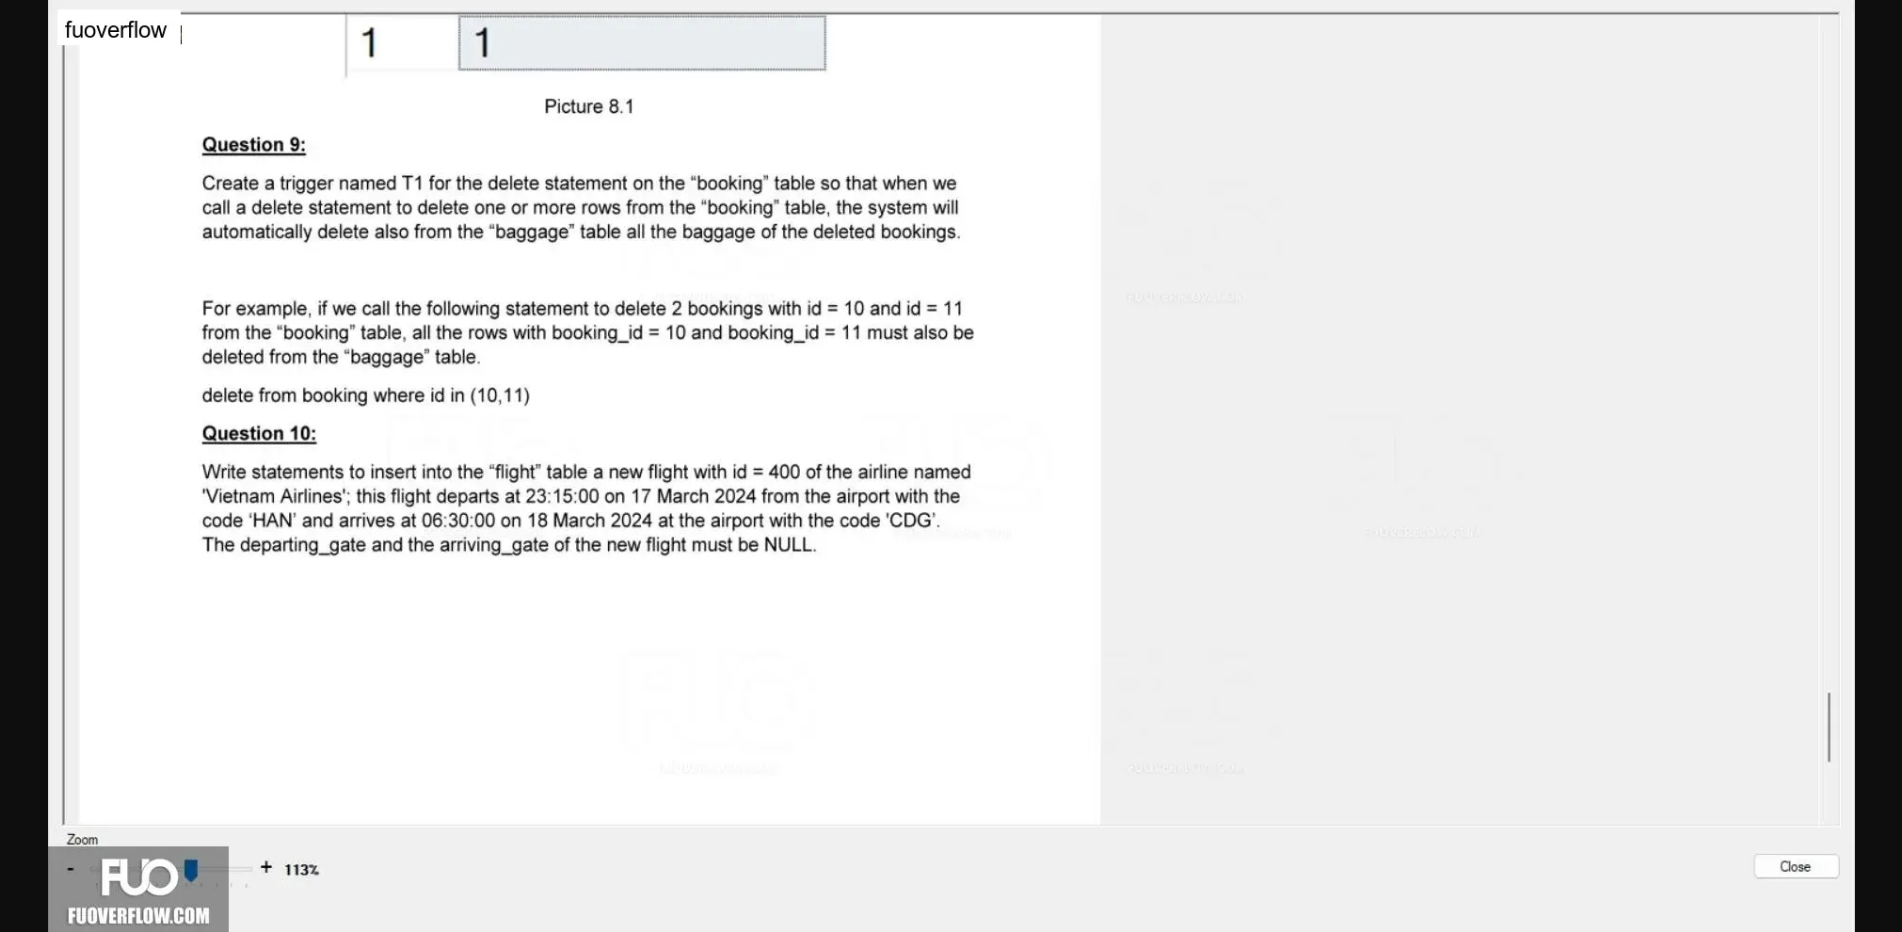 fuoverflow
1 1
Picture 8.1
Question 9:
Create a trigger named T1 for the delete statement on the “booking” table so that when we
call a delete statement to delete one or more rows from the “booking” table, the system will
automatically delete also from the “baggage” table all the baggage of the deleted bookings.
For example, if we call the following statement to delete 2 bookings with id = 10 and id = 11
from the “booking” table, all the rows with booking_id = 10 and booking_id = 11 must also be
deleted from the “baggage” table.
delete from booking where id in (10,11)
Question 10:
Write statements to insert into the “flight” table a new flight with id = 400 of the airline named
'Vietnam Airlines'; this flight departs at 23:15:00 on 17 March 2024 from the airport with the
code ‘HAN’ and arrives at 06:30:00 on 18 March 2024 at the airport with the code 'CDG’.
The departing_gate and the arriving_gate of the new flight must be NULL.
Zoom
- + 113%
Close
FUO
FUOVERFLOW.COM